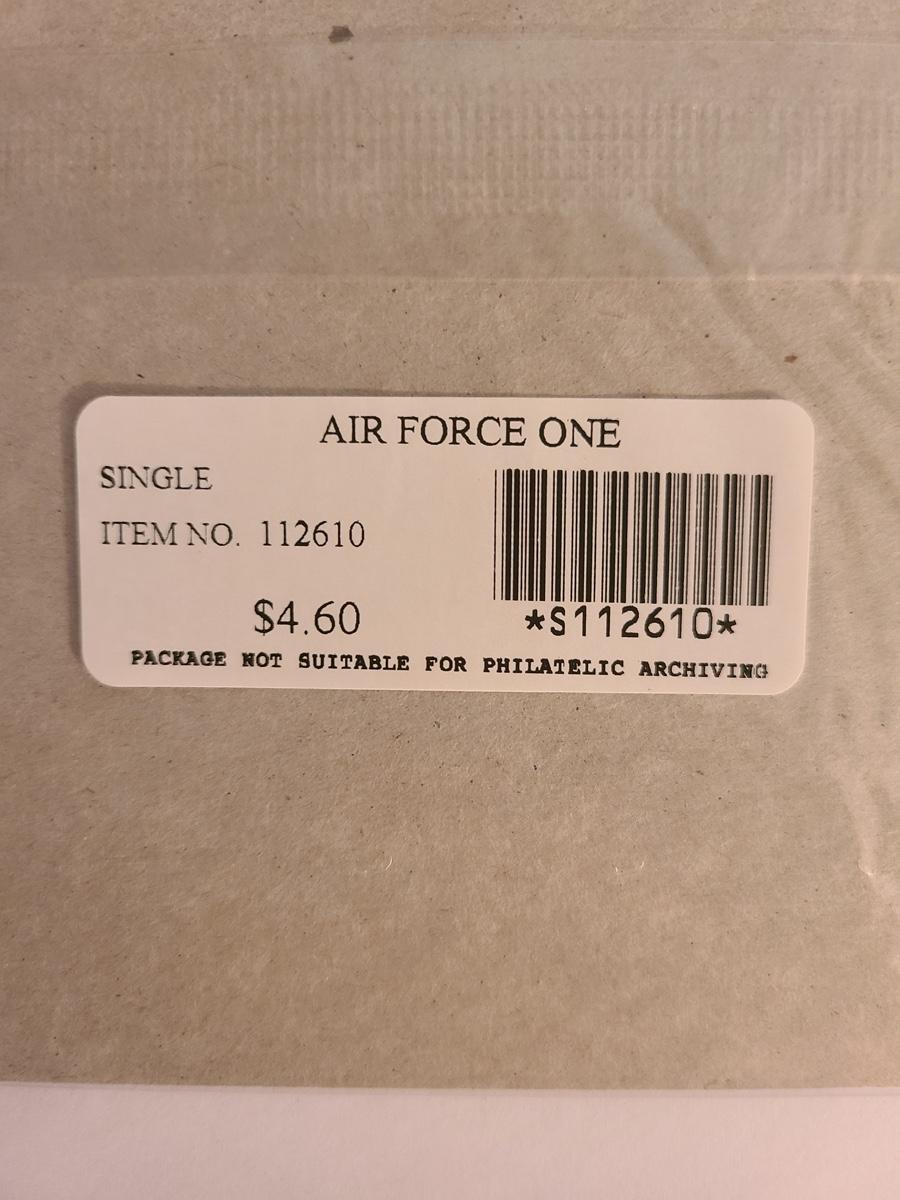 AIR FORCE ONE
SINGLE
ITEM NO. 112610
$4.60
*S112610*
PACKAGE NOT SUITABLE FOR PHILATELIC ARCHIVING